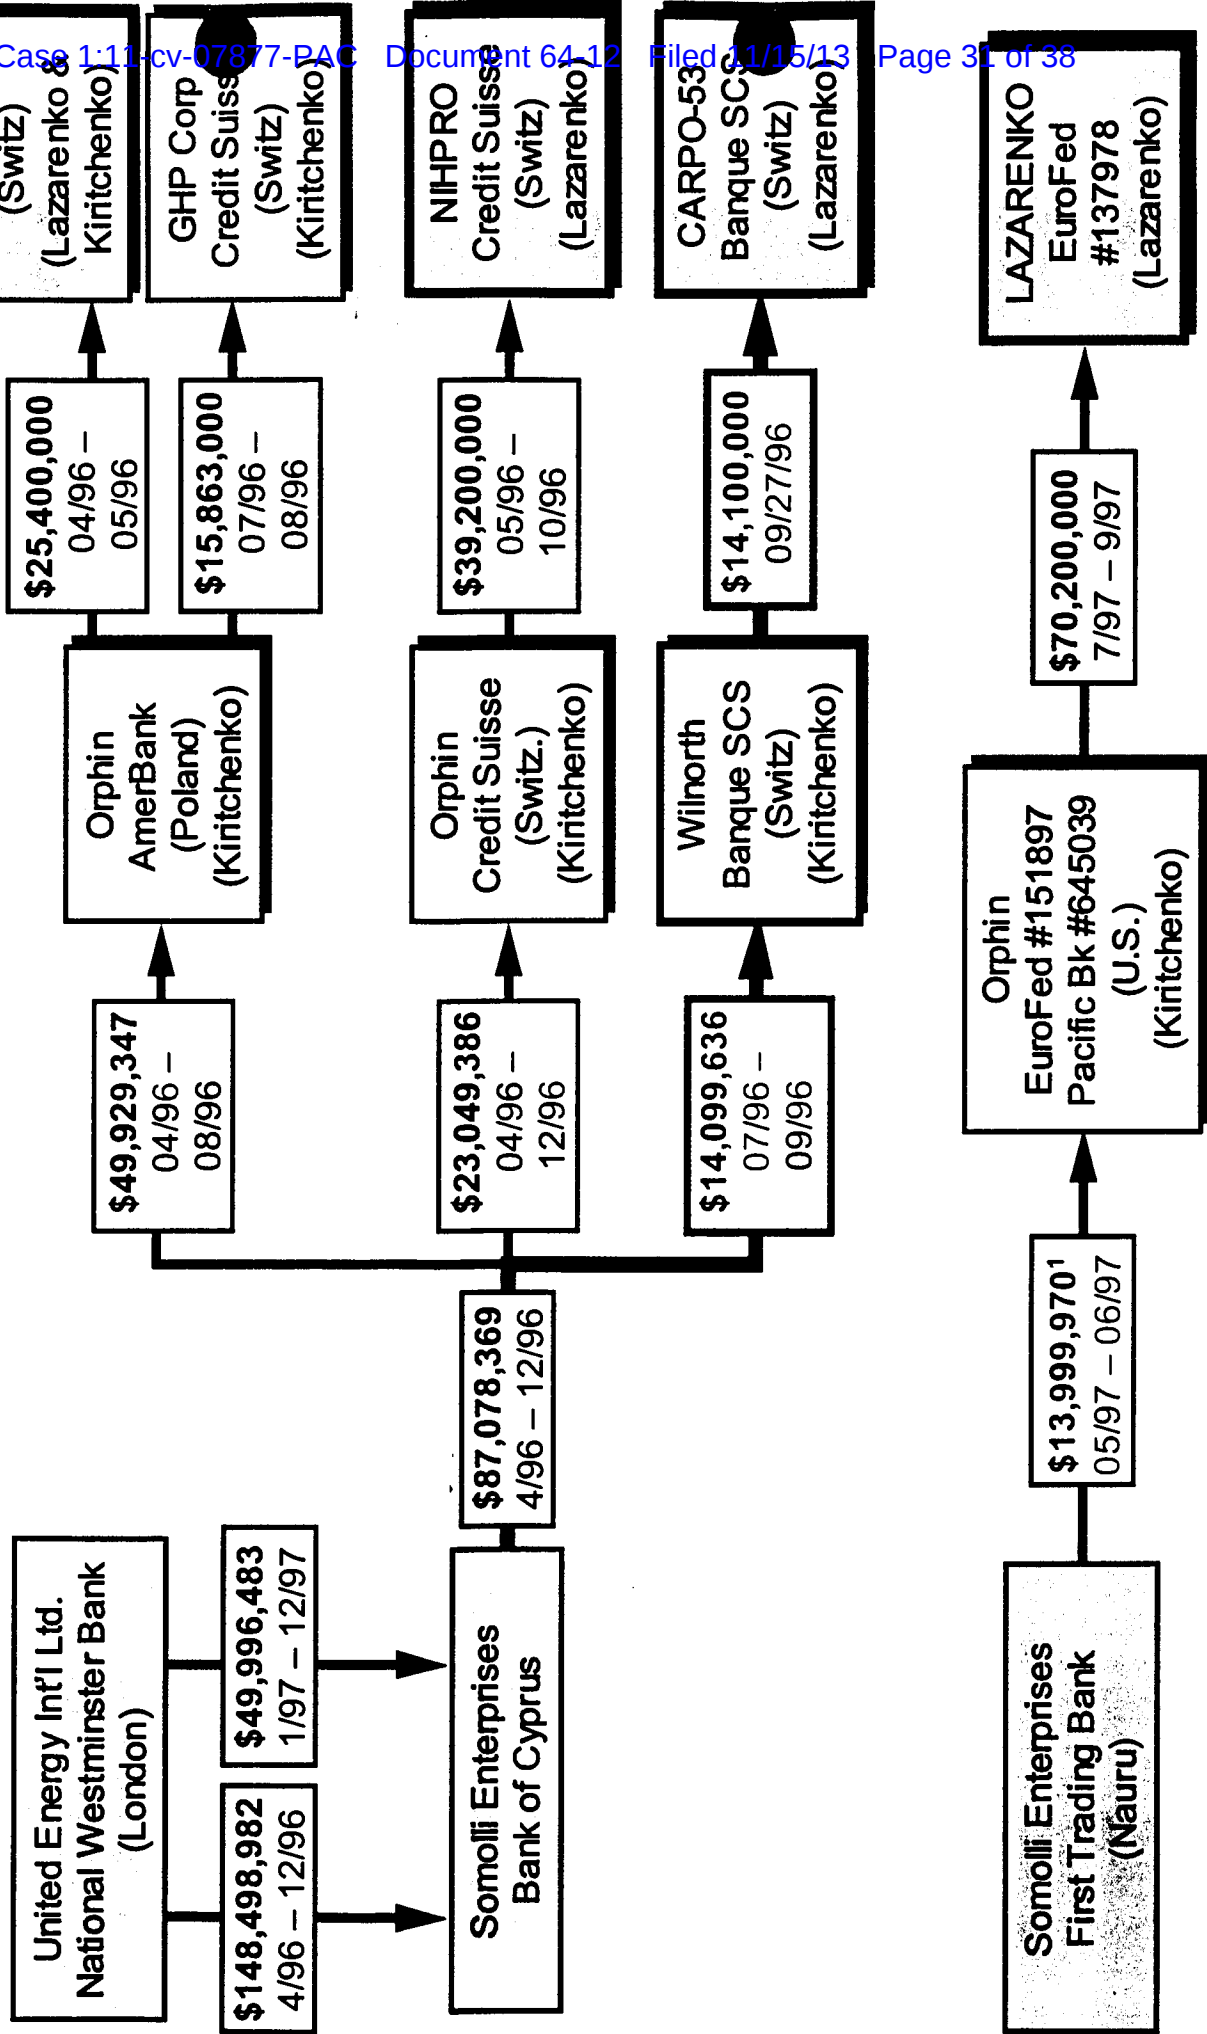 Case 1:11-cv-07877-PAC Document 64-12 Filed 11/15/13 Page 31 of 38
United Energy Int'l Ltd.
National Westminster Bank
(London)
$148,498,982
4/96 – 12/96
$49,996,483
1/97 – 12/97
Somolli Enterprises
Bank of Cyprus
$87,078,369
4/96 – 12/96
$49,929,347
04/96 –
08/96
Orphin
AmerBank
(Poland)
(Kiritchenko)
$25,400,000
04/96 –
05/96
(Switz)
(Lazarenko &
Kiritchenko)
$15,863,000
07/96 –
08/96
GHP Corp
Credit Suisse
(Switz)
(Kiritchenko)
$23,049,386
04/96 –
12/96
Orphin
Credit Suisse
(Switz.)
(Kiritchenko)
$39,200,000
05/96 –
10/96
NIHPRO
Credit Suisse
(Switz)
(Lazarenko)
$14,099,636
07/96 –
09/96
Wilnorth
Banque SCS
(Switz)
(Kiritchenko)
$14,100,000
09/27/96
CARPO-53
Banque SCS
(Switz)
(Lazarenko)
Somolli Enterprises
First Trading Bank
(Nauru)
$13,999,970¹
05/97 – 06/97
Orphin
EuroFed #151897
Pacific Bk #645039
(U.S.)
(Kiritchenko)
$70,200,000
7/97 – 9/97
LAZARENKO
EuroFed
#137978
(Lazarenko)